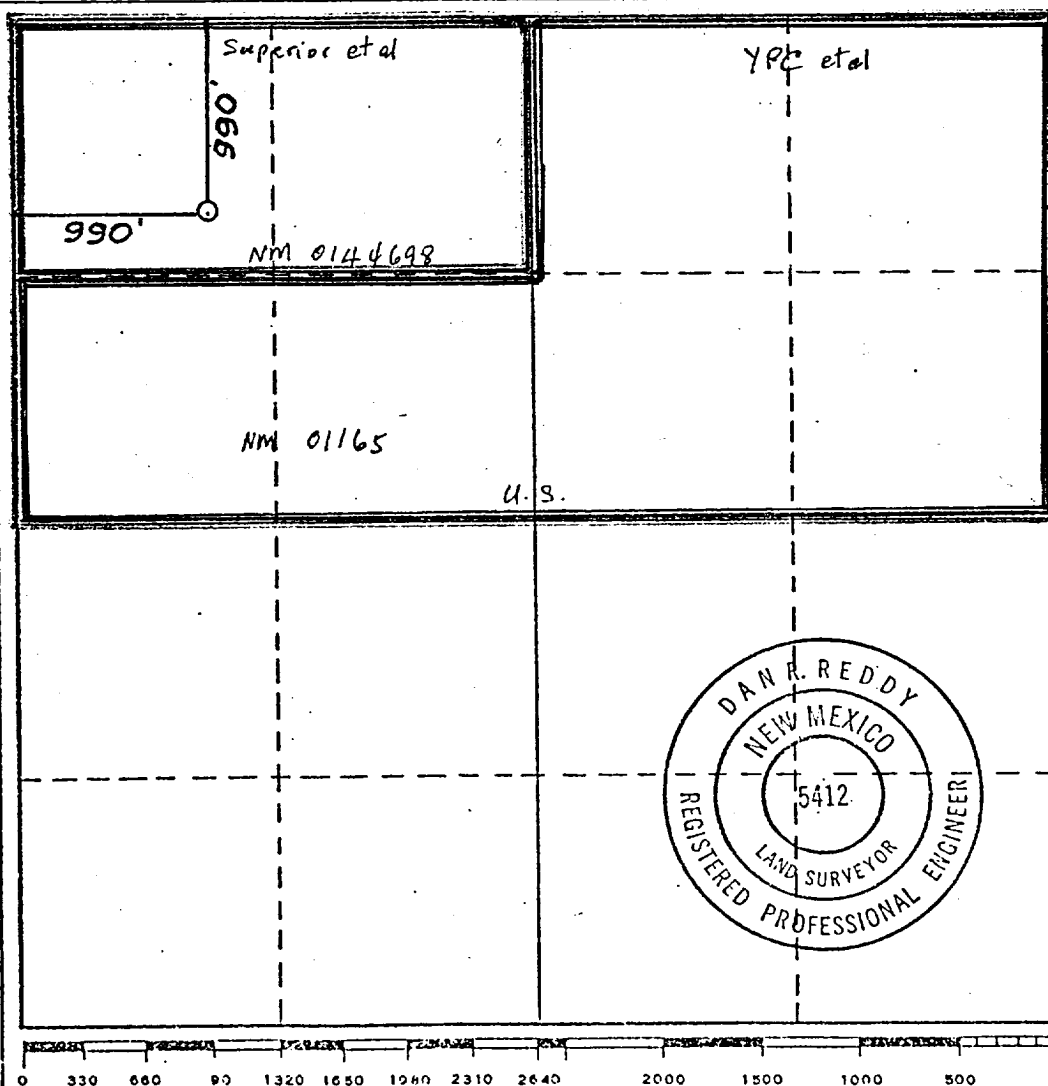 Superior et al
YPC et al
990'
990'
NM 0144698
NM 01165
U.S.
DAN R. REDDY
NEW MEXICO
5412
LAND SURVEYOR
REGISTERED PROFESSIONAL ENGINEER
0 330 660 90 1320 1650 1980 2310 2640 2000 1500 1000 500